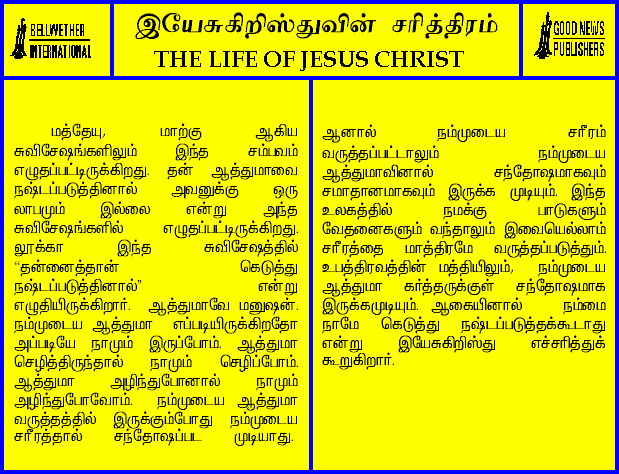 BELLWETHER
INTERNATIONAL
இயேசுகிறிஸ்துவின் சரித்திரம்
THE LIFE OF JESUS CHRIST
GOOD NEWS
PUBLISHERS
மத்தேயு, மாற்கு ஆகிய
சுவிசேஷங்களிலும் இந்த சம்பவம்
எழுதப்பட்டிருக்கிறது. தன் ஆத்துமாவை
நஷ்டப்படுத்தினால் அவனுக்கு ஒரு
லாபமும் இல்லை என்று அந்த
சுவிசேஷங்களில் எழுதப்பட்டிருக்கிறது.
லூக்கா இந்த சுவிசேஷத்தில்
“தன்னைத்தான் கெடுத்து
நஷ்டப்படுத்தினால்” என்று
எழுதியிருக்கிறார். ஆத்துமாவே மனுஷன்.
நம்முடைய ஆத்துமா எப்படியிருக்கிறதோ
அப்படியே நாமும் இருப்போம். ஆத்துமா
செழித்திருந்தால் நாமும் செழிப்போம்.
ஆத்துமா அழிந்துபோனால் நாமும்
அழிந்துபோவோம். நம்முடைய ஆத்துமா
வருத்தத்தில் இருக்கும்போது நம்முடைய
சரீரத்தால் சந்தோஷப்பட முடியாது.
ஆனால் நம்முடைய சரீரம்
வருத்தப்பட்டாலும் நம்முடைய
ஆத்துமாவினால் சந்தோஷமாகவும்
சமாதானமாகவும் இருக்க முடியும். இந்த
உலகத்தில் நமக்கு பாடுகளும்
வேதனைகளும் வந்தாலும் இவையெல்லாம்
சரீரத்தை மாத்திரமே வருத்தப்படுத்தும்.
உபத்திரவத்தின் மத்தியிலும், நம்முடைய
ஆத்துமா கர்த்தருக்குள் சந்தோஷமாக
இருக்கமுடியும். ஆகையினால் நம்மை
நாமே கெடுத்து நஷ்டப்படுத்தக்கூடாது
என்று இயேசுகிறிஸ்து எச்சரித்துக்
கூறுகிறார்.